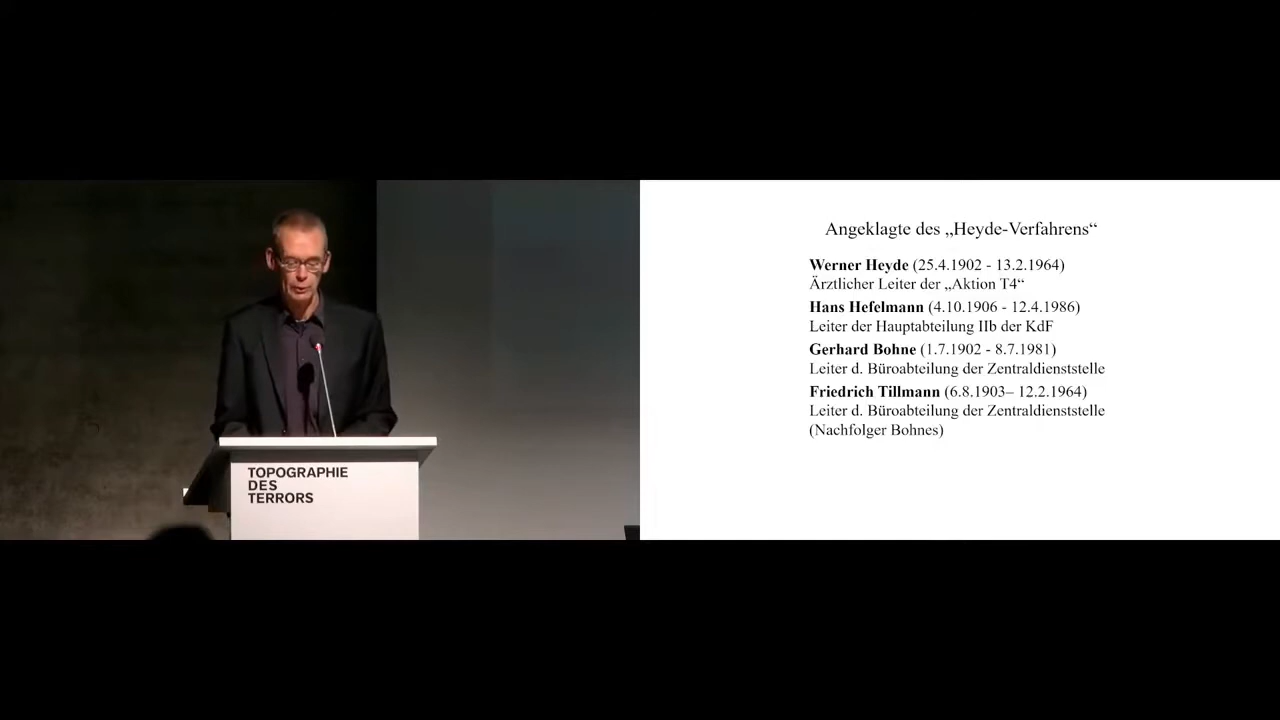 TOPOGRAPHIE
DES
TERRORS
Angeklagte des „Heyde-Verfahrens“
Werner Heyde (25.4.1902 - 13.2.1964)
Ärztlicher Leiter der „Aktion T4“
Hans Hefelmann (4.10.1906 - 12.4.1986)
Leiter der Hauptabteilung IIb der KdF
Gerhard Bohne (1.7.1902 - 8.7.1981)
Leiter d. Büroabteilung der Zentraldienststelle
Friedrich Tillmann (6.8.1903– 12.2.1964)
Leiter d. Büroabteilung der Zentraldienststelle
(Nachfolger Bohnes)